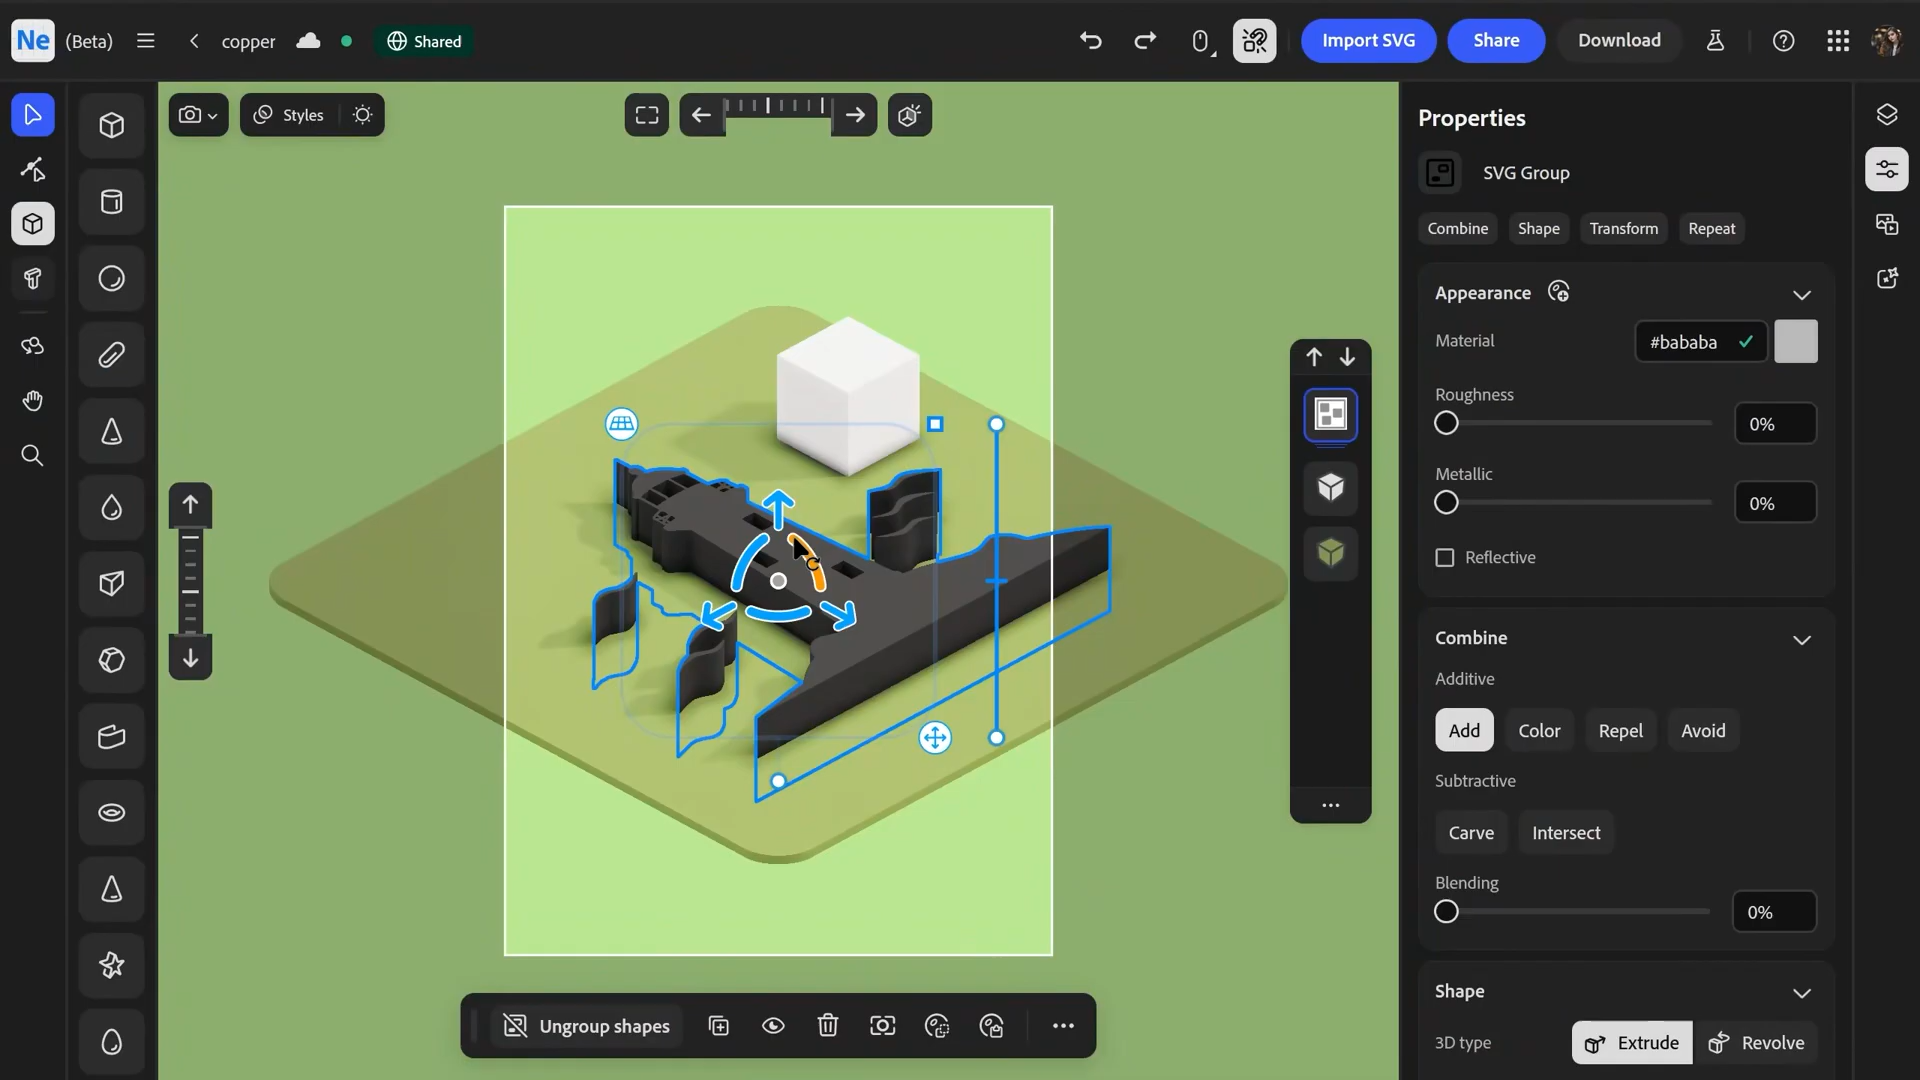 Ne (Beta) copper Shared Import SVG Share Download
Styles
Properties
SVG Group
Combine Shape Transform Repeat
Appearance
Material #bababa
Roughness
0%
Metallic
0%
Reflective
Combine
Additive
Add Color Repel Avoid
Subtractive
Carve Intersect
Blending
0%
Shape
3D type Extrude Revolve
Ungroup shapes